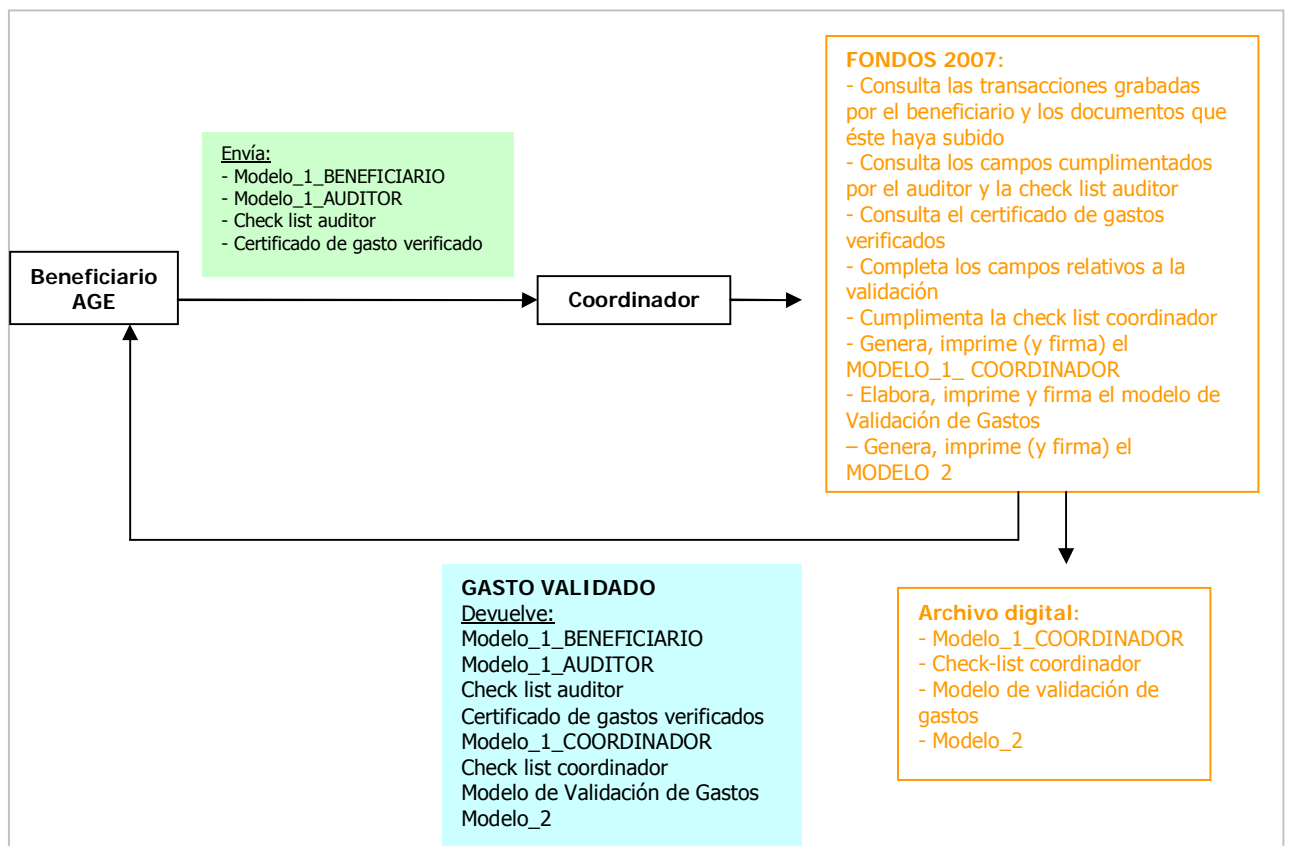 Envía:
- Modelo_1_BENEFICIARIO
- Modelo_1_AUDITOR
- Check list auditor
- Certificado de gasto verificado
Beneficiario
AGE
Coordinador
FONDOS 2007:
- Consulta las transacciones grabadas
por el beneficiario y los documentos que
éste haya subido
- Consulta los campos cumplimentados
por el auditor y la check list auditor
- Consulta el certificado de gastos
verificados
- Completa los campos relativos a la
validación
- Cumplimenta la check list coordinador
- Genera, imprime (y firma) el
MODELO_1_ COORDINADOR
- Elabora, imprime y firma el modelo de
Validación de Gastos
– Genera, imprime (y firma) el
MODELO 2
GASTO VALIDADO
Devuelve:
Modelo_1_BENEFICIARIO
Modelo_1_AUDITOR
Check list auditor
Certificado de gastos verificados
Modelo_1_COORDINADOR
Check list coordinador
Modelo de Validación de Gastos
Modelo_2
Archivo digital:
- Modelo_1_COORDINADOR
- Check-list coordinador
- Modelo de validación de
gastos
- Modelo_2